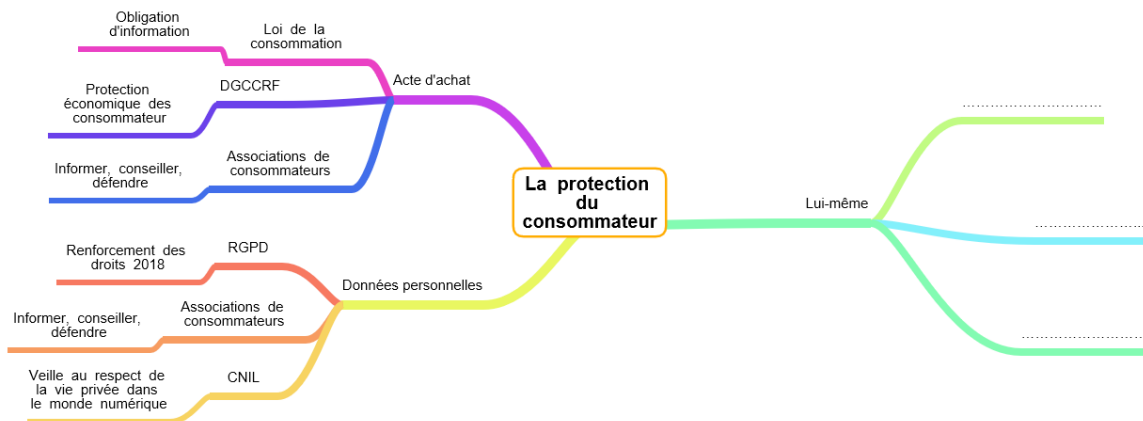 Obligation
d'information
Loi de la
consommation
Acte d'achat
DGCCRF
Protection
économique des
consommateur
Associations de
consommateurs
Informer, conseiller,
défendre
La protection
du
consommateur
Lui-même
RGPD
Renforcement des
droits 2018
Données personnelles
Associations de
consommateurs
Informer, conseiller,
défendre
CNIL
Veille au respect de
la vie privée dans
le monde numérique